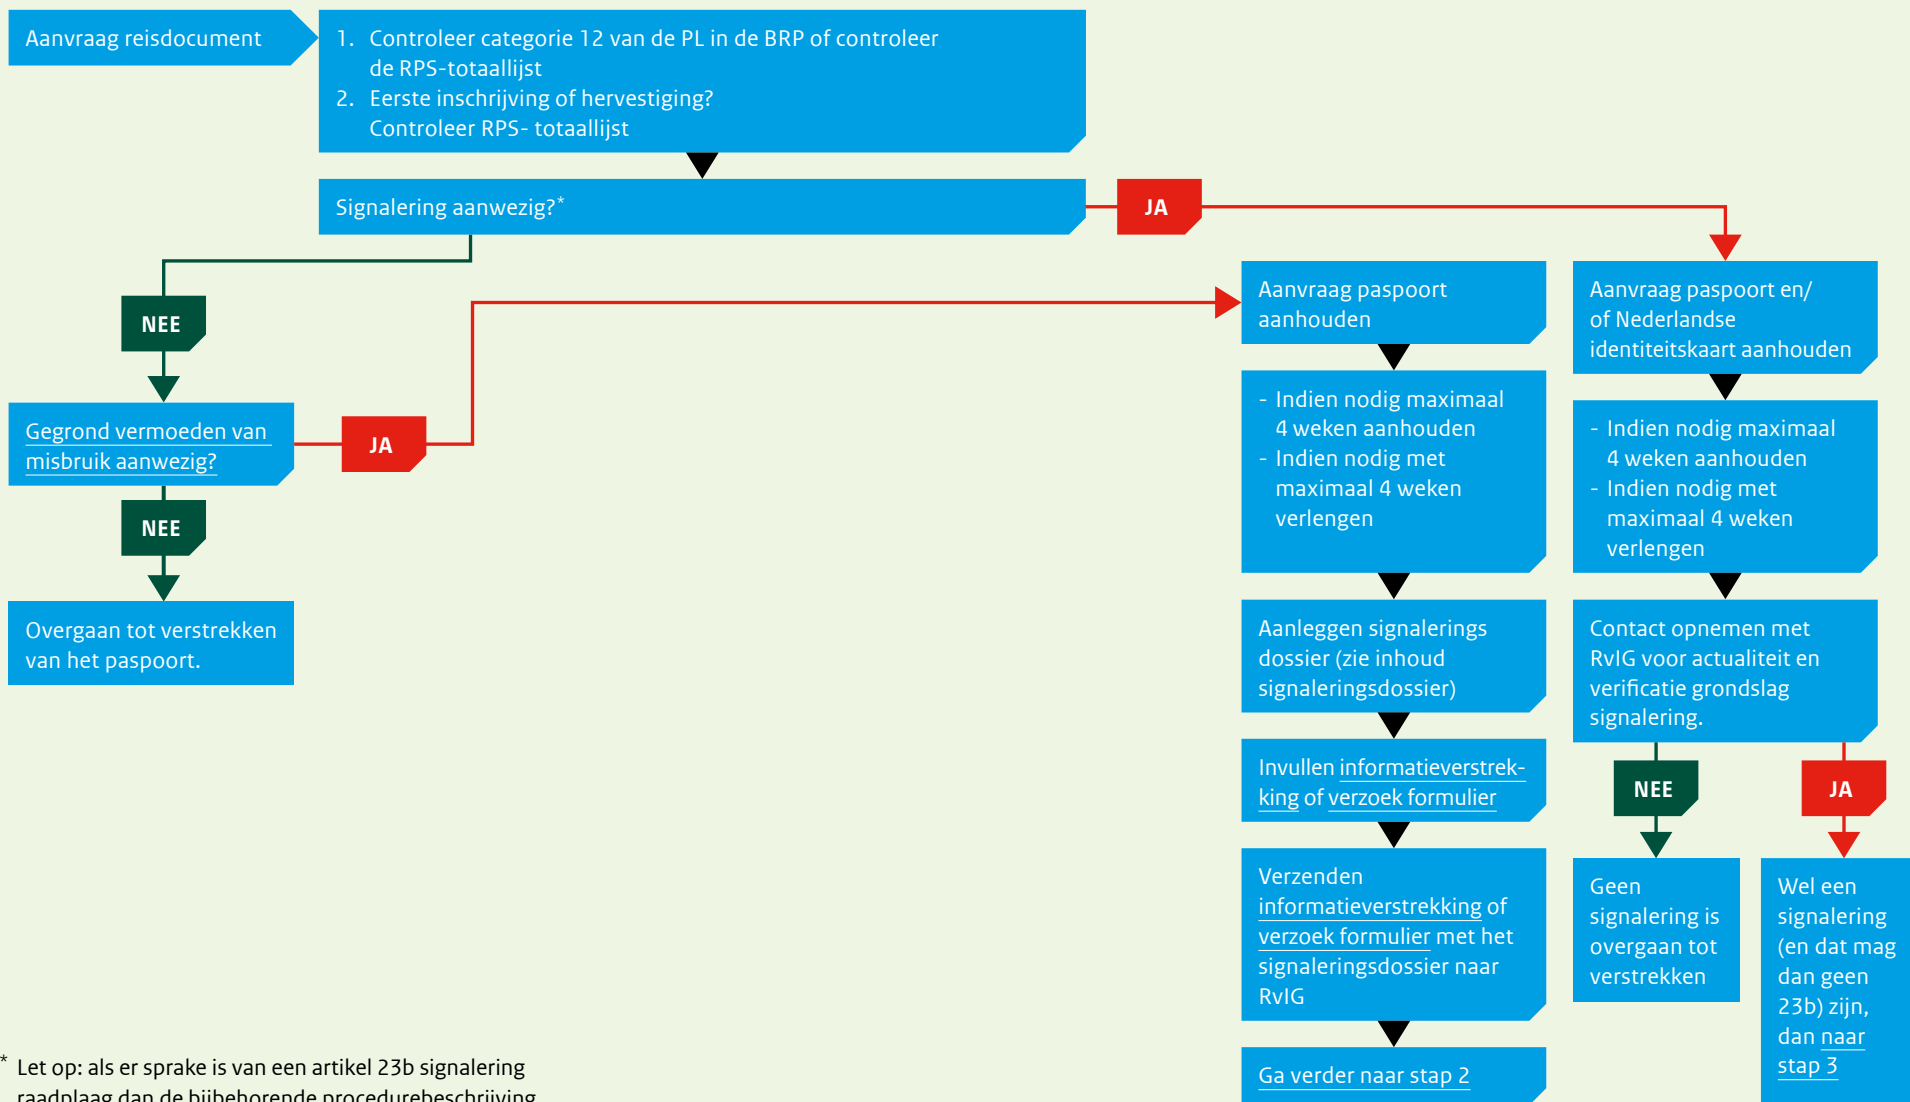 Aanvraag reisdocument
1. Controleer categorie 12 van de PL in de BRP of controleer
de RPS-totaallijst
2. Eerste inschrijving of hervestiging?
Controleer RPS- totaallijst
Signalering aanwezig?*
JA
NEE
Gegrond vermoeden van
misbruik aanwezig?
JA
NEE
Overgaan tot verstrekken
van het paspoort.
Aanvraag paspoort
aanhouden
- Indien nodig maximaal
4 weken aanhouden
- Indien nodig met
maximaal 4 weken
verlengen
Aanleggen signalerings
dossier (zie inhoud
signaleringsdossier)
Invullen informatieverstrek-
king of verzoek formulier
Verzenden
informatieverstrekking of
verzoek formulier met het
signaleringsdossier naar
RvIG
Ga verder naar stap 2
Aanvraag paspoort en/
of Nederlandse
identiteitskaart aanhouden
- Indien nodig maximaal
4 weken aanhouden
- Indien nodig met
maximaal 4 weken
verlengen
Contact opnemen met
RvIG voor actualiteit en
verificatie grondslag
signalering.
NEE
JA
Geen
signalering is
overgaan tot
verstrekken
Wel een
signalering
(en dat mag
dan geen
23b) zijn,
dan naar
stap 3
* Let op: als er sprake is van een artikel 23b signalering
raadplaag dan de bijbehorende procedurebeschrijving